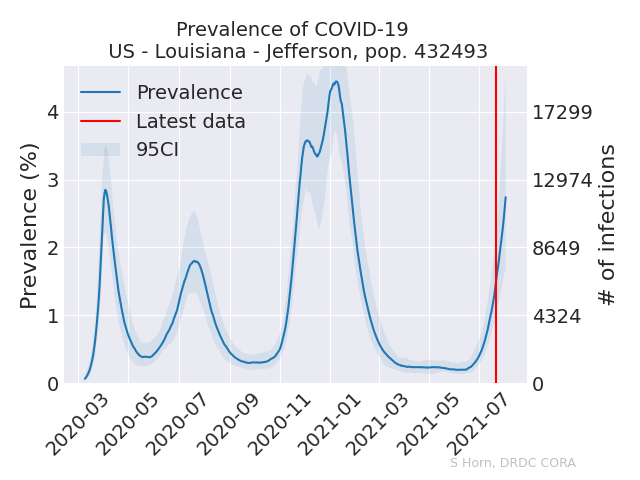 Prevalence of COVID-19
US - Louisiana - Jefferson, pop. 432493
Prevalence
Latest data
95CI
Prevalence (%)
4
3
2
1
0
17299
12974
8649
4324
0
# of infections
2020-03
2020-05
2020-07
2020-09
2020-11
2021-01
2021-03
2021-05
2021-07
S Horn, DRDC CORA